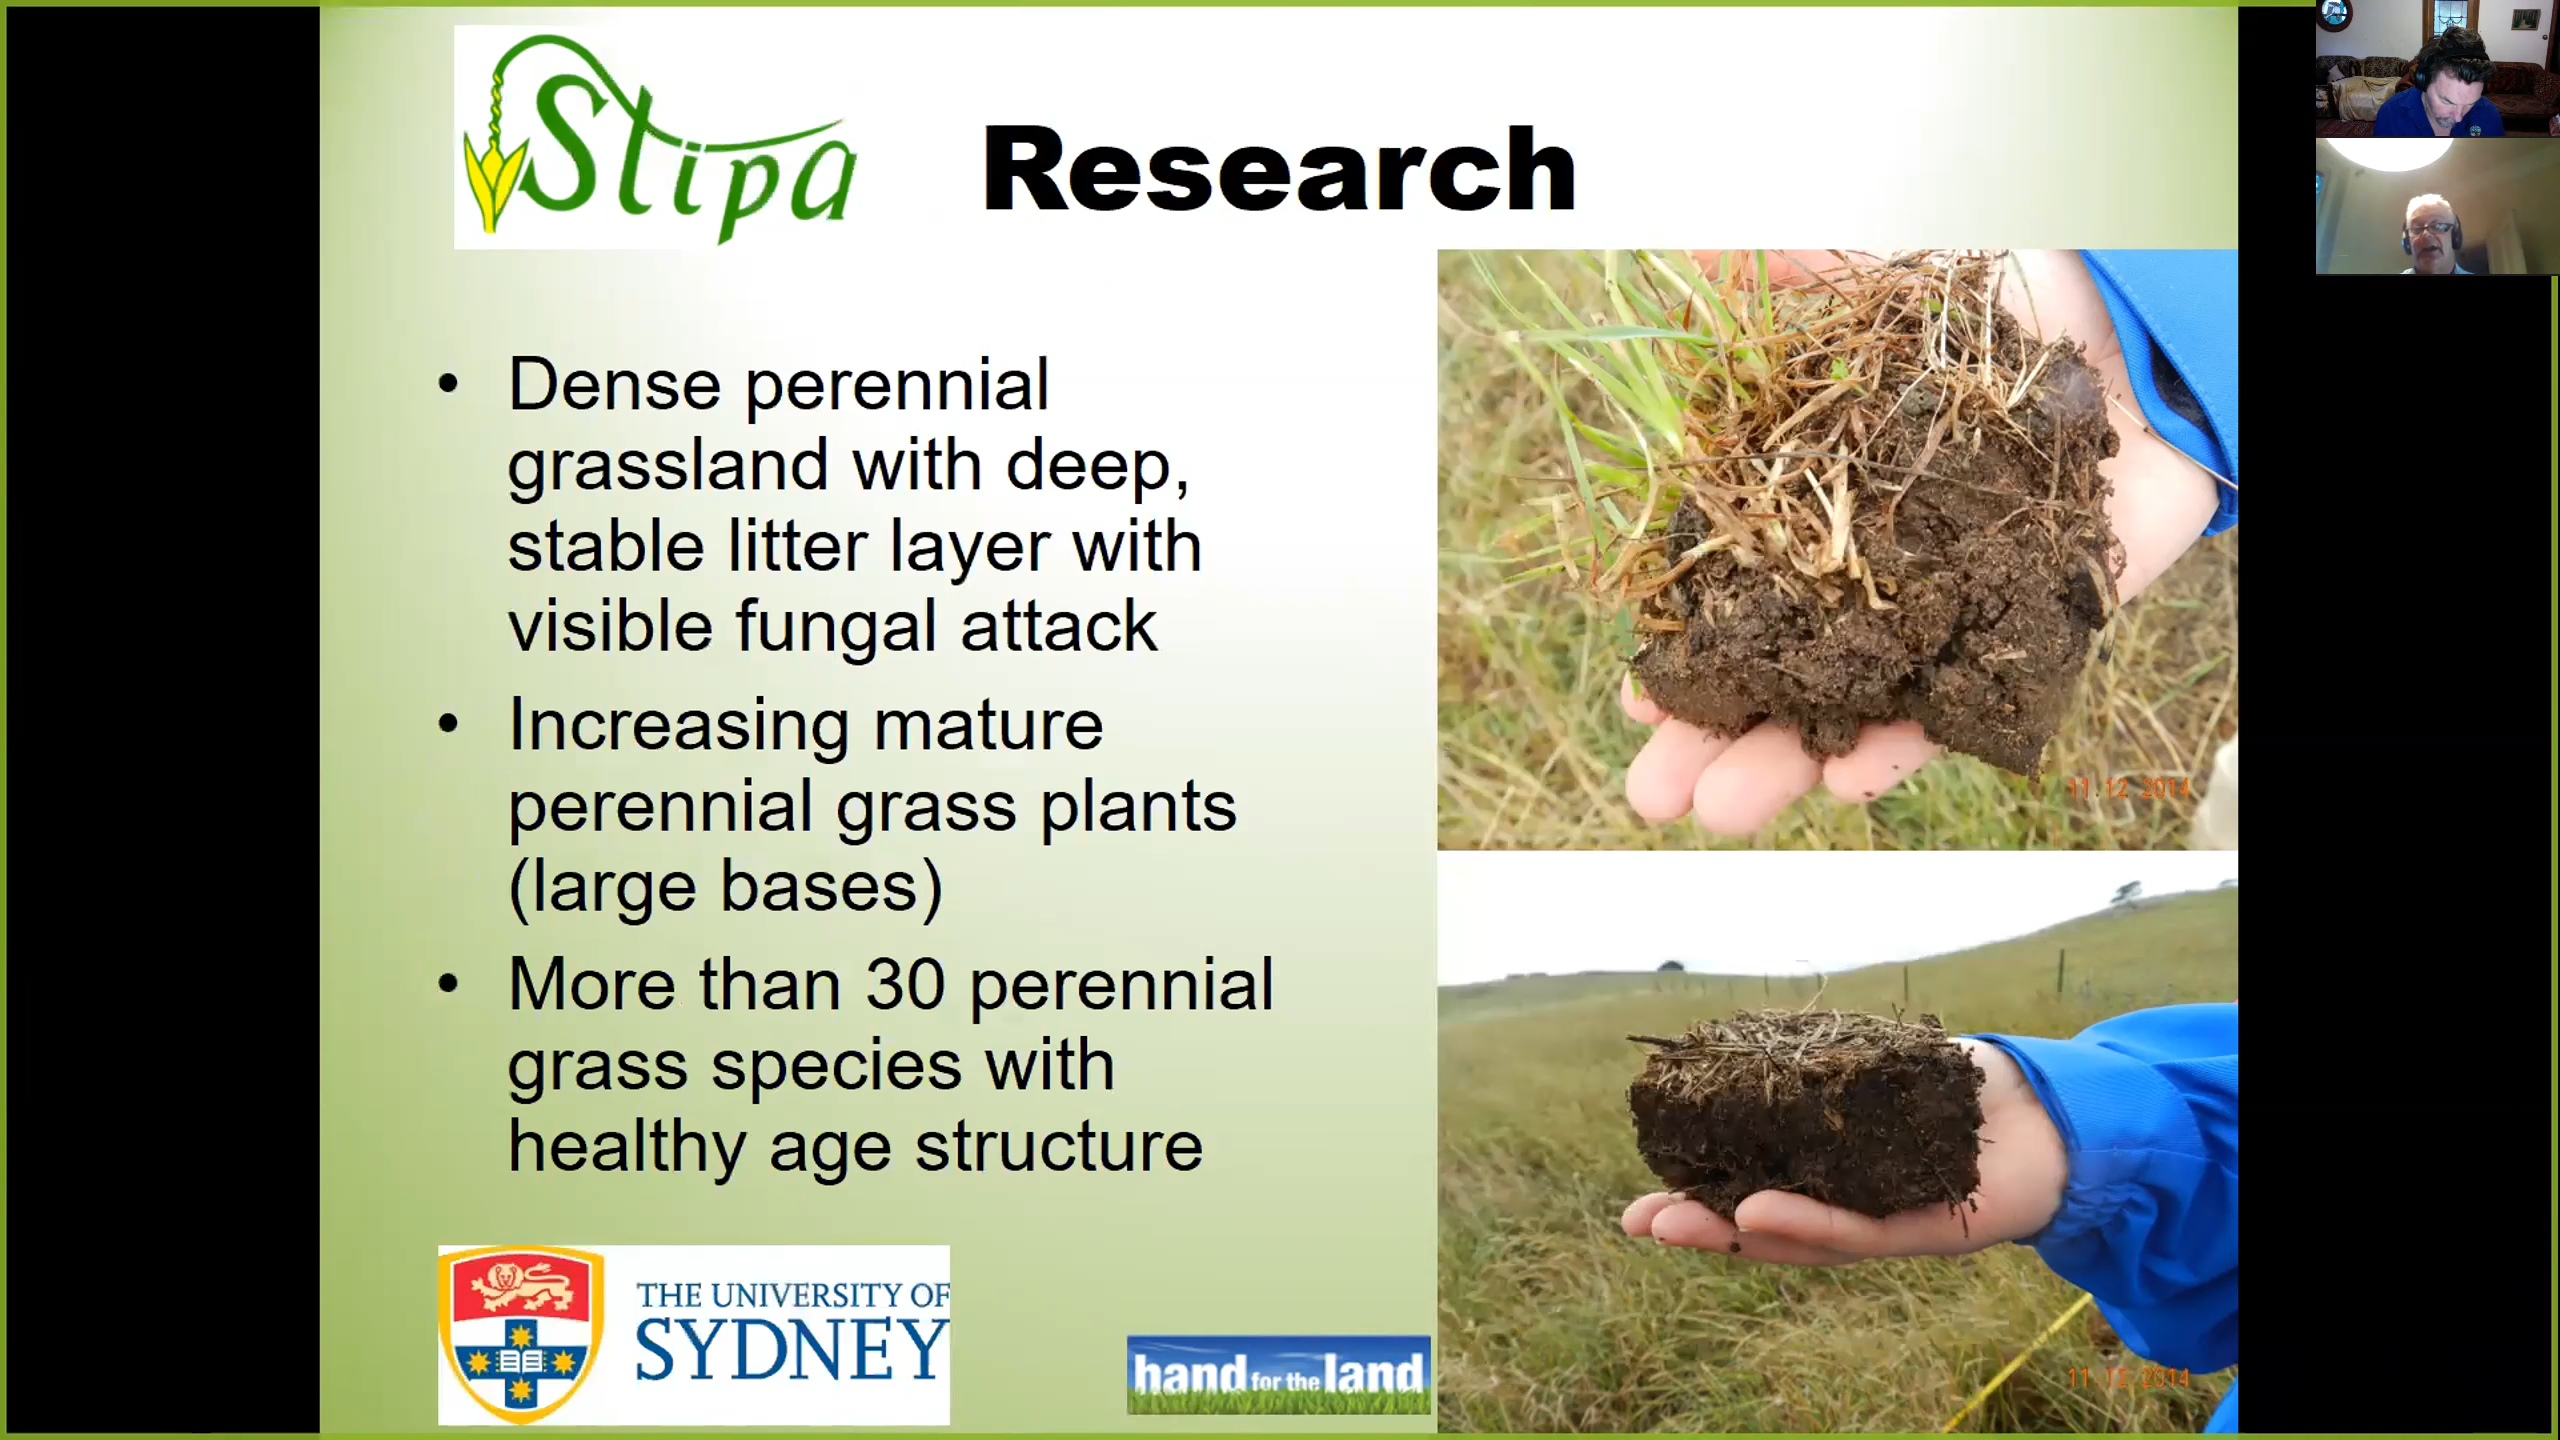 Stipa
Research
• Dense perennial
grassland with deep,
stable litter layer with
visible fungal attack
• Increasing mature
perennial grass plants
(large bases)
• More than 30 perennial
grass species with
healthy age structure
11.12.2014
11.12.2014
THE UNIVERSITY OF
SYDNEY
hand for the land